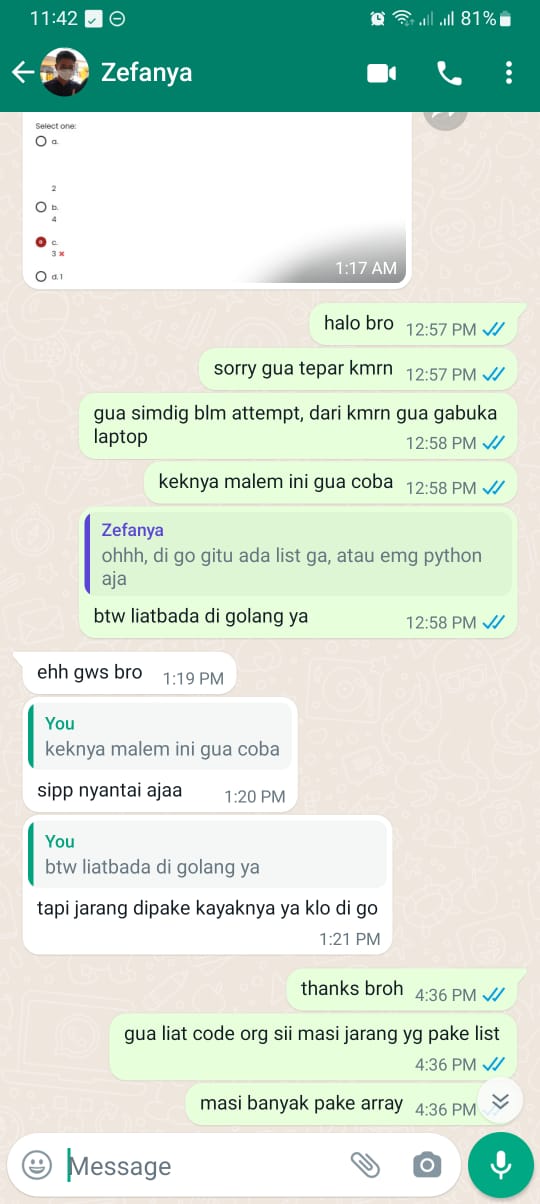 11:42
81%
Zefanya
Select one:
a.
2
b.
4
c.
3
d. 1
1:17 AM
halo bro 12:57 PM
sorry gua tepar kmrn 12:57 PM
gua simdig blm attempt, dari kmrn gua gabuka
laptop 12:58 PM
keknya malem ini gua coba 12:58 PM
Zefanya
ohhh, di go gitu ada list ga, atau emg python
aja
btw liatbada di golang ya 12:58 PM
ehh gws bro 1:19 PM
You
keknya malem ini gua coba
sipp nyantai ajaa 1:20 PM
You
btw liatbada di golang ya
tapi jarang dipake kayaknya ya klo di go
1:21 PM
thanks broh 4:36 PM
gua liat code org sii masi jarang yg pake list
4:36 PM
masi banyak pake array 4:36 PM
Message